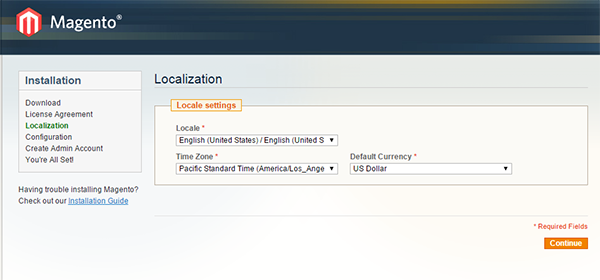 Magento®
Installation
Download
License Agreement
Localization
Configuration
Create Admin Account
You're All Set!
Having trouble installing Magento?
Check out our Installation Guide
Localization
Locale settings
Locale *
English (United States) / English (United S
Time Zone *
Default Currency *
Pacific Standard Time (America/Los_Ange
US Dollar
* Required Fields
Continue